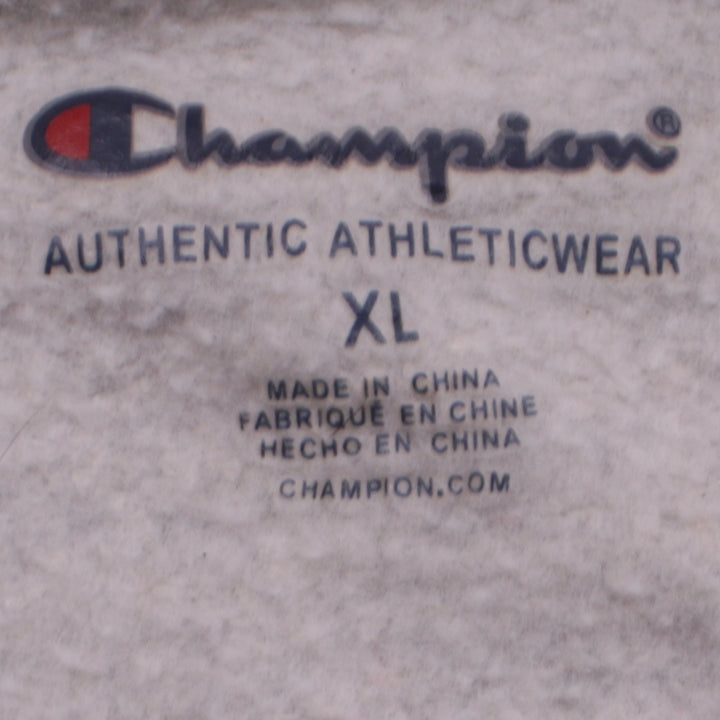 Champion®
AUTHENTIC ATHLETICWEAR
XL
MADE IN CHINA
FABRIQUÉ EN CHINE
HECHO EN CHINA
CHAMPION.COM